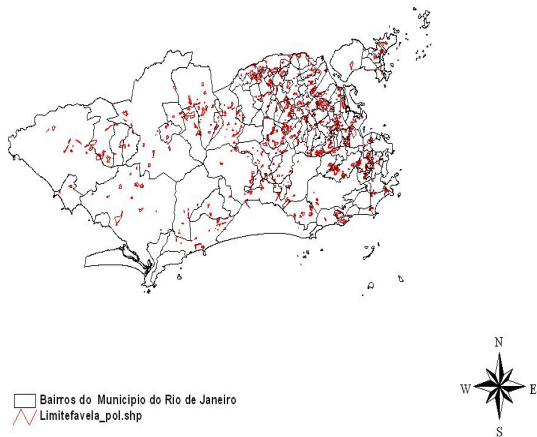 N
W E
S
Bairros do Municipio do Rio de Janeiro
Limitefavela_pol.shp